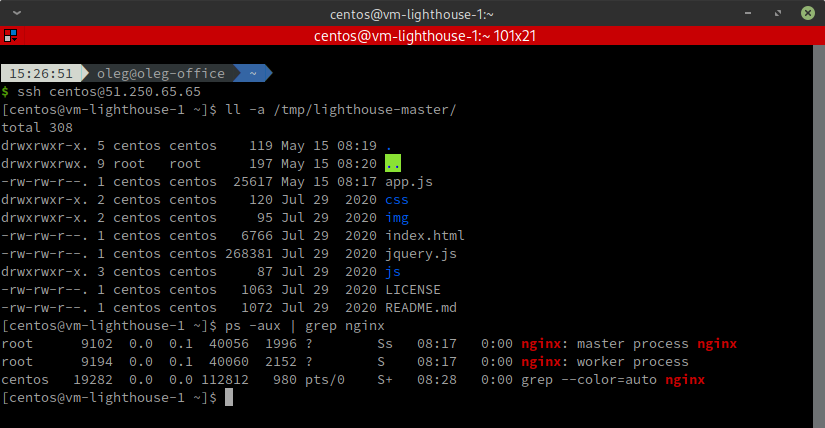 centos@vm-lighthouse-1:~
centos@vm-lighthouse-1:~ 101x21
15:26:51 oleg@oleg-office ~
$ ssh centos@51.250.65.65
[centos@vm-lighthouse-1 ~]$ ll -a /tmp/lighthouse-master/
total 308
drwxrwxr-x. 5 centos centos    119 May 15 08:19 .
drwxrwxrwx. 9 root   root      197 May 15 08:20 ..
-rw-rw-r--. 1 centos centos  25617 May 15 08:17 app.js
drwxrwxr-x. 2 centos centos    120 Jul 29  2020 css
drwxrwxr-x. 2 centos centos     95 Jul 29  2020 img
-rw-rw-r--. 1 centos centos   6766 Jul 29  2020 index.html
-rw-rw-r--. 1 centos centos 268381 Jul 29  2020 jquery.js
drwxrwxr-x. 3 centos centos     87 Jul 29  2020 js
-rw-rw-r--. 1 centos centos   1063 Jul 29  2020 LICENSE
-rw-rw-r--. 1 centos centos   1072 Jul 29  2020 README.md
[centos@vm-lighthouse-1 ~]$ ps -aux | grep nginx
root      9102  0.0  0.1  40056  1996 ?        Ss   08:17   0:00 nginx: master process nginx
root      9194  0.0  0.1  40060  2152 ?        S    08:17   0:00 nginx: worker process
centos   19282  0.0  0.0 112812   980 pts/0    S+   08:28   0:00 grep --color=auto nginx
[centos@vm-lighthouse-1 ~]$